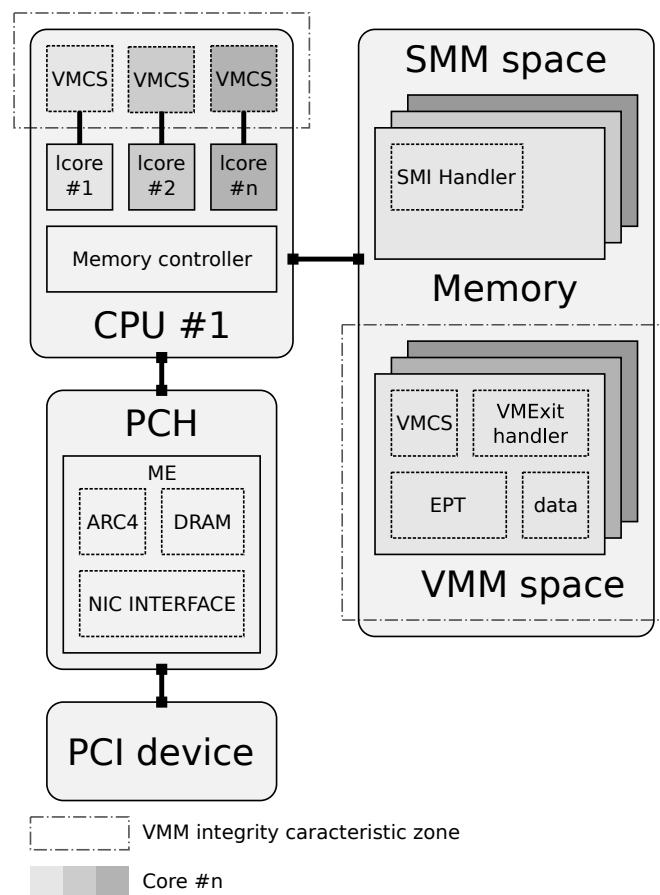 VMCS
VMCS
VMCS
lcore
#1
lcore
#2
lcore
#n
Memory controller
CPU #1
SMM space
SMI Handler
Memory
VMCS
VMExit
handler
EPT
data
VMM space
PCH
ME
ARC4
DRAM
NIC INTERFACE
PCI device
VMM integrity caracteristic zone
Core #n